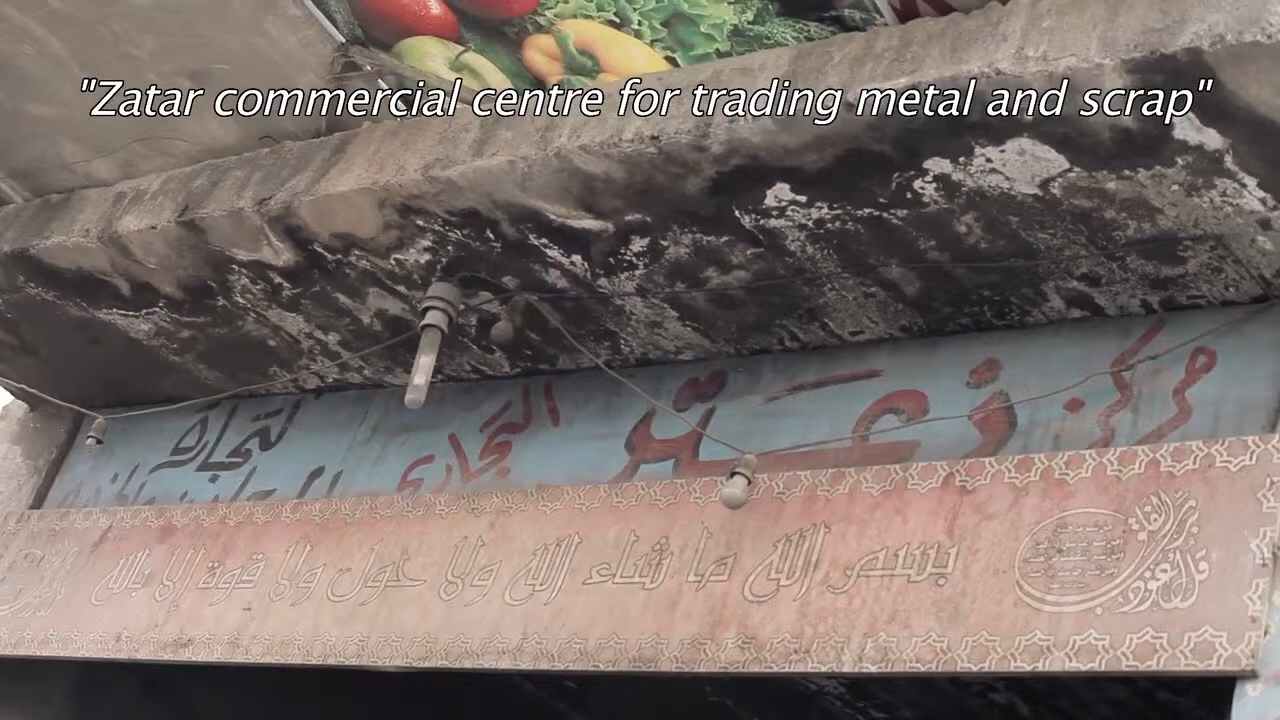 "Zatar commercial centre for trading metal and scrap"
مركز زعتر التجاري لتجارة
بسم الله ما شاء الله ولا حول ولا قوة إلا بالله
قل أعوذ برب الفلق